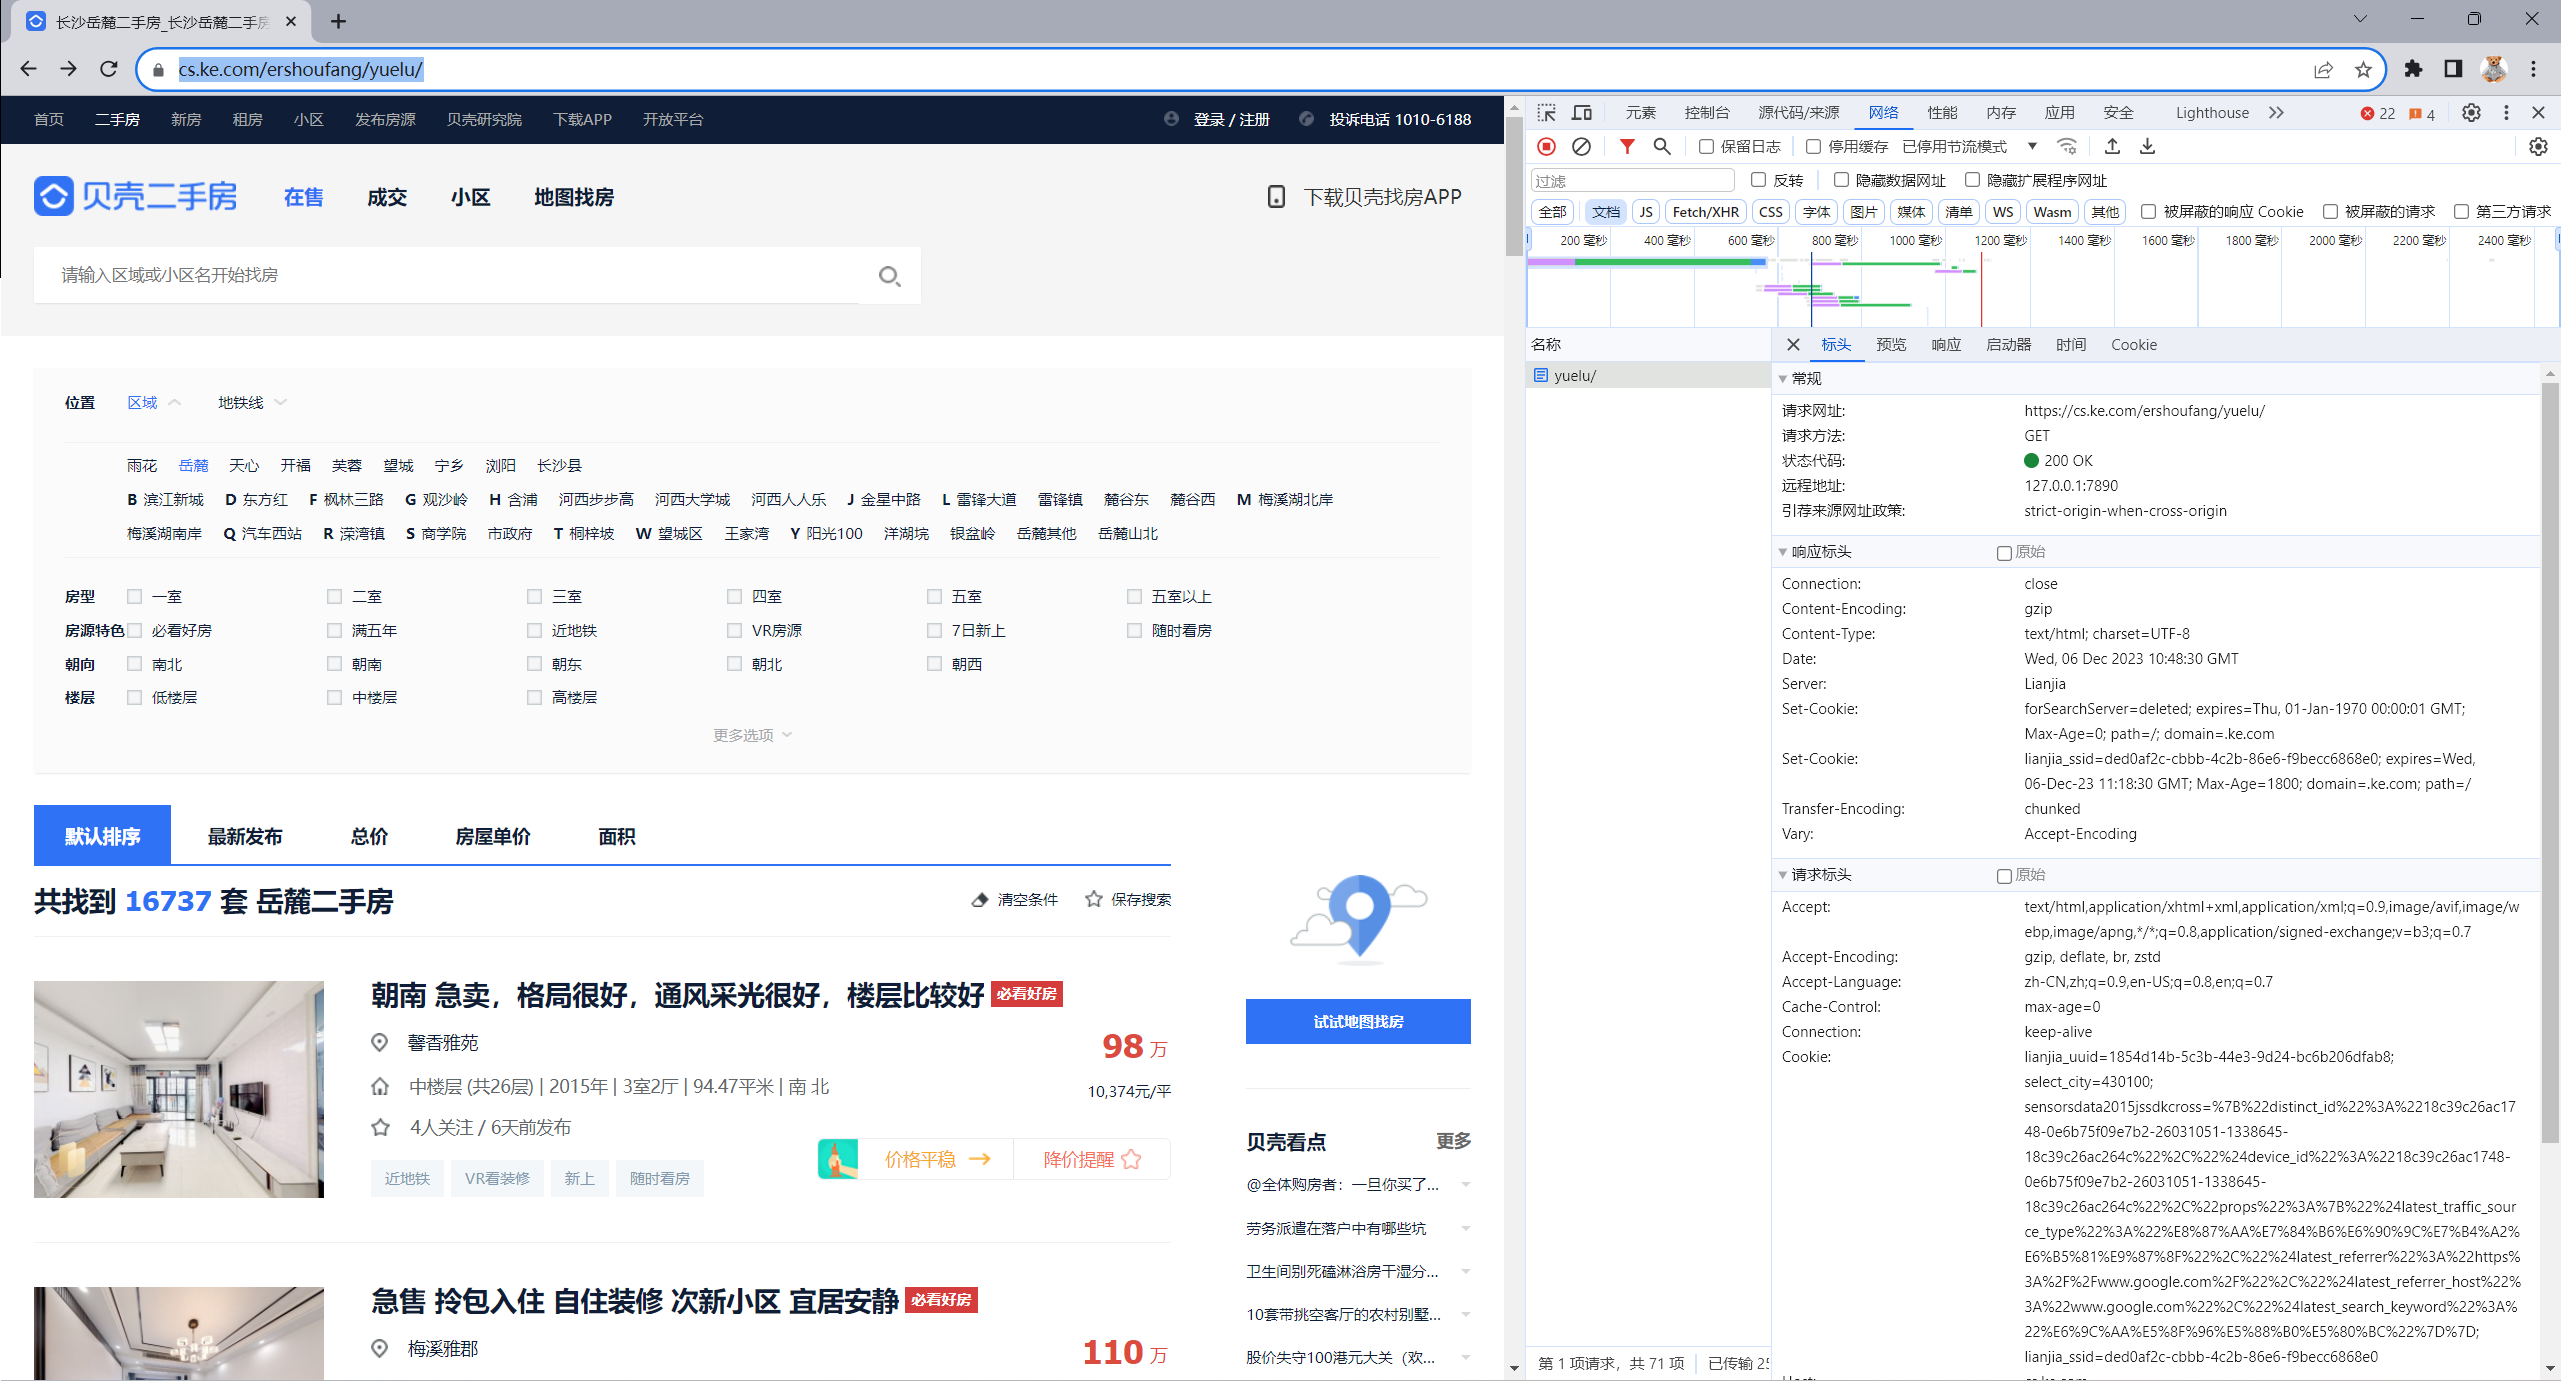 长沙岳麓二手房_长沙岳麓二手房
cs.ke.com/ershoufang/yuelu/
首页 二手房 新房 租房 小区 发布房源 贝壳研究院 下载APP 开放平台 登录 / 注册 投诉电话 1010-6188
贝壳二手房 在售 成交 小区 地图找房 下载贝壳找房APP
请输入区域或小区名开始找房
位置 区域 地铁线
雨花 岳麓 天心 开福 芙蓉 望城 宁乡 浏阳 长沙县
B 滨江新城 D 东方红 F 枫林三路 G 观沙岭 H 含浦 河西步步高 河西大学城 河西人人乐 J 金星中路 L 雷锋大道 雷锋镇 麓谷东 麓谷西 M 梅溪湖北岸
梅溪湖南岸 Q 汽车西站 R 溁湾镇 S 商学院 市政府 T 桐梓坡 W 望城区 王家湾 Y 阳光100 洋湖垸 银盆岭 岳麓其他 岳麓山北
房型 一室 二室 三室 四室 五室 五室以上
房源特色 必看好房 满五年 近地铁 VR房源 7日新上 随时看房
朝向 南北 朝南 朝东 朝北 朝西
楼层 低楼层 中楼层 高楼层
更多选项
默认排序 最新发布 总价 房屋单价 面积
共找到 16737 套 岳麓二手房 清空条件 保存搜索
朝南 急卖，格局很好，通风采光很好，楼层比较好 必看好房
馨香雅苑
98 万
中楼层 (共26层) | 2015年 | 3室2厅 | 94.47平米 | 南 北
10,374元/平
4人关注 / 6天前发布
价格平稳 降价提醒
近地铁 VR看装修 新上 随时看房
急售 拎包入住 自住装修 次新小区 宜居安静 必看好房
梅溪雅郡
110 万
试试地图找房
贝壳看点 更多
@全体购房者：一旦你买了...
劳务派遣在落户中有哪些坑
卫生间别死磕淋浴房干湿分...
10套带挑空客厅的农村别墅...
股价失守100港元大关（欢...
元素 控制台 源代码/来源 网络 性能 内存 应用 安全 Lighthouse 22 4
保留日志 停用缓存 已停用节流模式
过滤 反转 隐藏数据网址 隐藏扩展程序网址
全部 文档 JS Fetch/XHR CSS 字体 图片 媒体 清单 WS Wasm 其他 被屏蔽的响应 Cookie 被屏蔽的请求 第三方请求
200 毫秒 400 毫秒 600 毫秒 800 毫秒 1000 毫秒 1200 毫秒 1400 毫秒 1600 毫秒 1800 毫秒 2000 毫秒 2200 毫秒 2400 毫秒
名称
yuelu/
标头 预览 响应 启动器 时间 Cookie
常规
请求网址: https://cs.ke.com/ershoufang/yuelu/
请求方法: GET
状态代码: 200 OK
远程地址: 127.0.0.1:7890
引荐来源网址政策: strict-origin-when-cross-origin
响应标头 原始
Connection: close
Content-Encoding: gzip
Content-Type: text/html; charset=UTF-8
Date: Wed, 06 Dec 2023 10:48:30 GMT
Server: Lianjia
Set-Cookie: forSearchServer=deleted; expires=Thu, 01-Jan-1970 00:00:01 GMT;
Max-Age=0; path=/; domain=.ke.com
Set-Cookie: lianjia_ssid=ded0af2c-cbbb-4c2b-86e6-f9becc6868e0; expires=Wed,
06-Dec-23 11:18:30 GMT; Max-Age=1800; domain=.ke.com; path=/
Transfer-Encoding: chunked
Vary: Accept-Encoding
请求标头 原始
Accept: text/html,application/xhtml+xml,application/xml;q=0.9,image/avif,image/w
ebp,image/apng,*/*;q=0.8,application/signed-exchange;v=b3;q=0.7
Accept-Encoding: gzip, deflate, br, zstd
Accept-Language: zh-CN,zh;q=0.9,en-US;q=0.8,en;q=0.7
Cache-Control: max-age=0
Connection: keep-alive
Cookie: lianjia_uuid=1854d14b-5c3b-44e3-9d24-bc6b206dfab8;
select_city=430100;
sensorsdata2015jssdkcross=%7B%22distinct_id%22%3A%2218c39c26ac17
48-0e6b75f09e7b2-26031051-1338645-
18c39c26ac264c%22%2C%22%24device_id%22%3A%2218c39c26ac1748-
0e6b75f09e7b2-26031051-1338645-
18c39c26ac264c%22%2C%22props%22%3A%7B%22%24latest_traffic_sour
ce_type%22%3A%22%E8%87%AA%E7%84%B6%E6%90%9C%E7%B4%A2%
E6%B5%81%E9%87%8F%22%2C%22%24latest_referrer%22%3A%22https%
3A%2F%2Fwww.google.com%2F%22%2C%22%24latest_referrer_host%22%
3A%22www.google.com%22%2C%22%24latest_search_keyword%22%3A%
22%E6%9C%AA%E5%8F%96%E5%88%B0%E5%80%BC%22%7D%7D;
lianjia_ssid=ded0af2c-cbbb-4c2b-86e6-f9becc6868e0
第 1 项请求，共 71 项 已传输 25